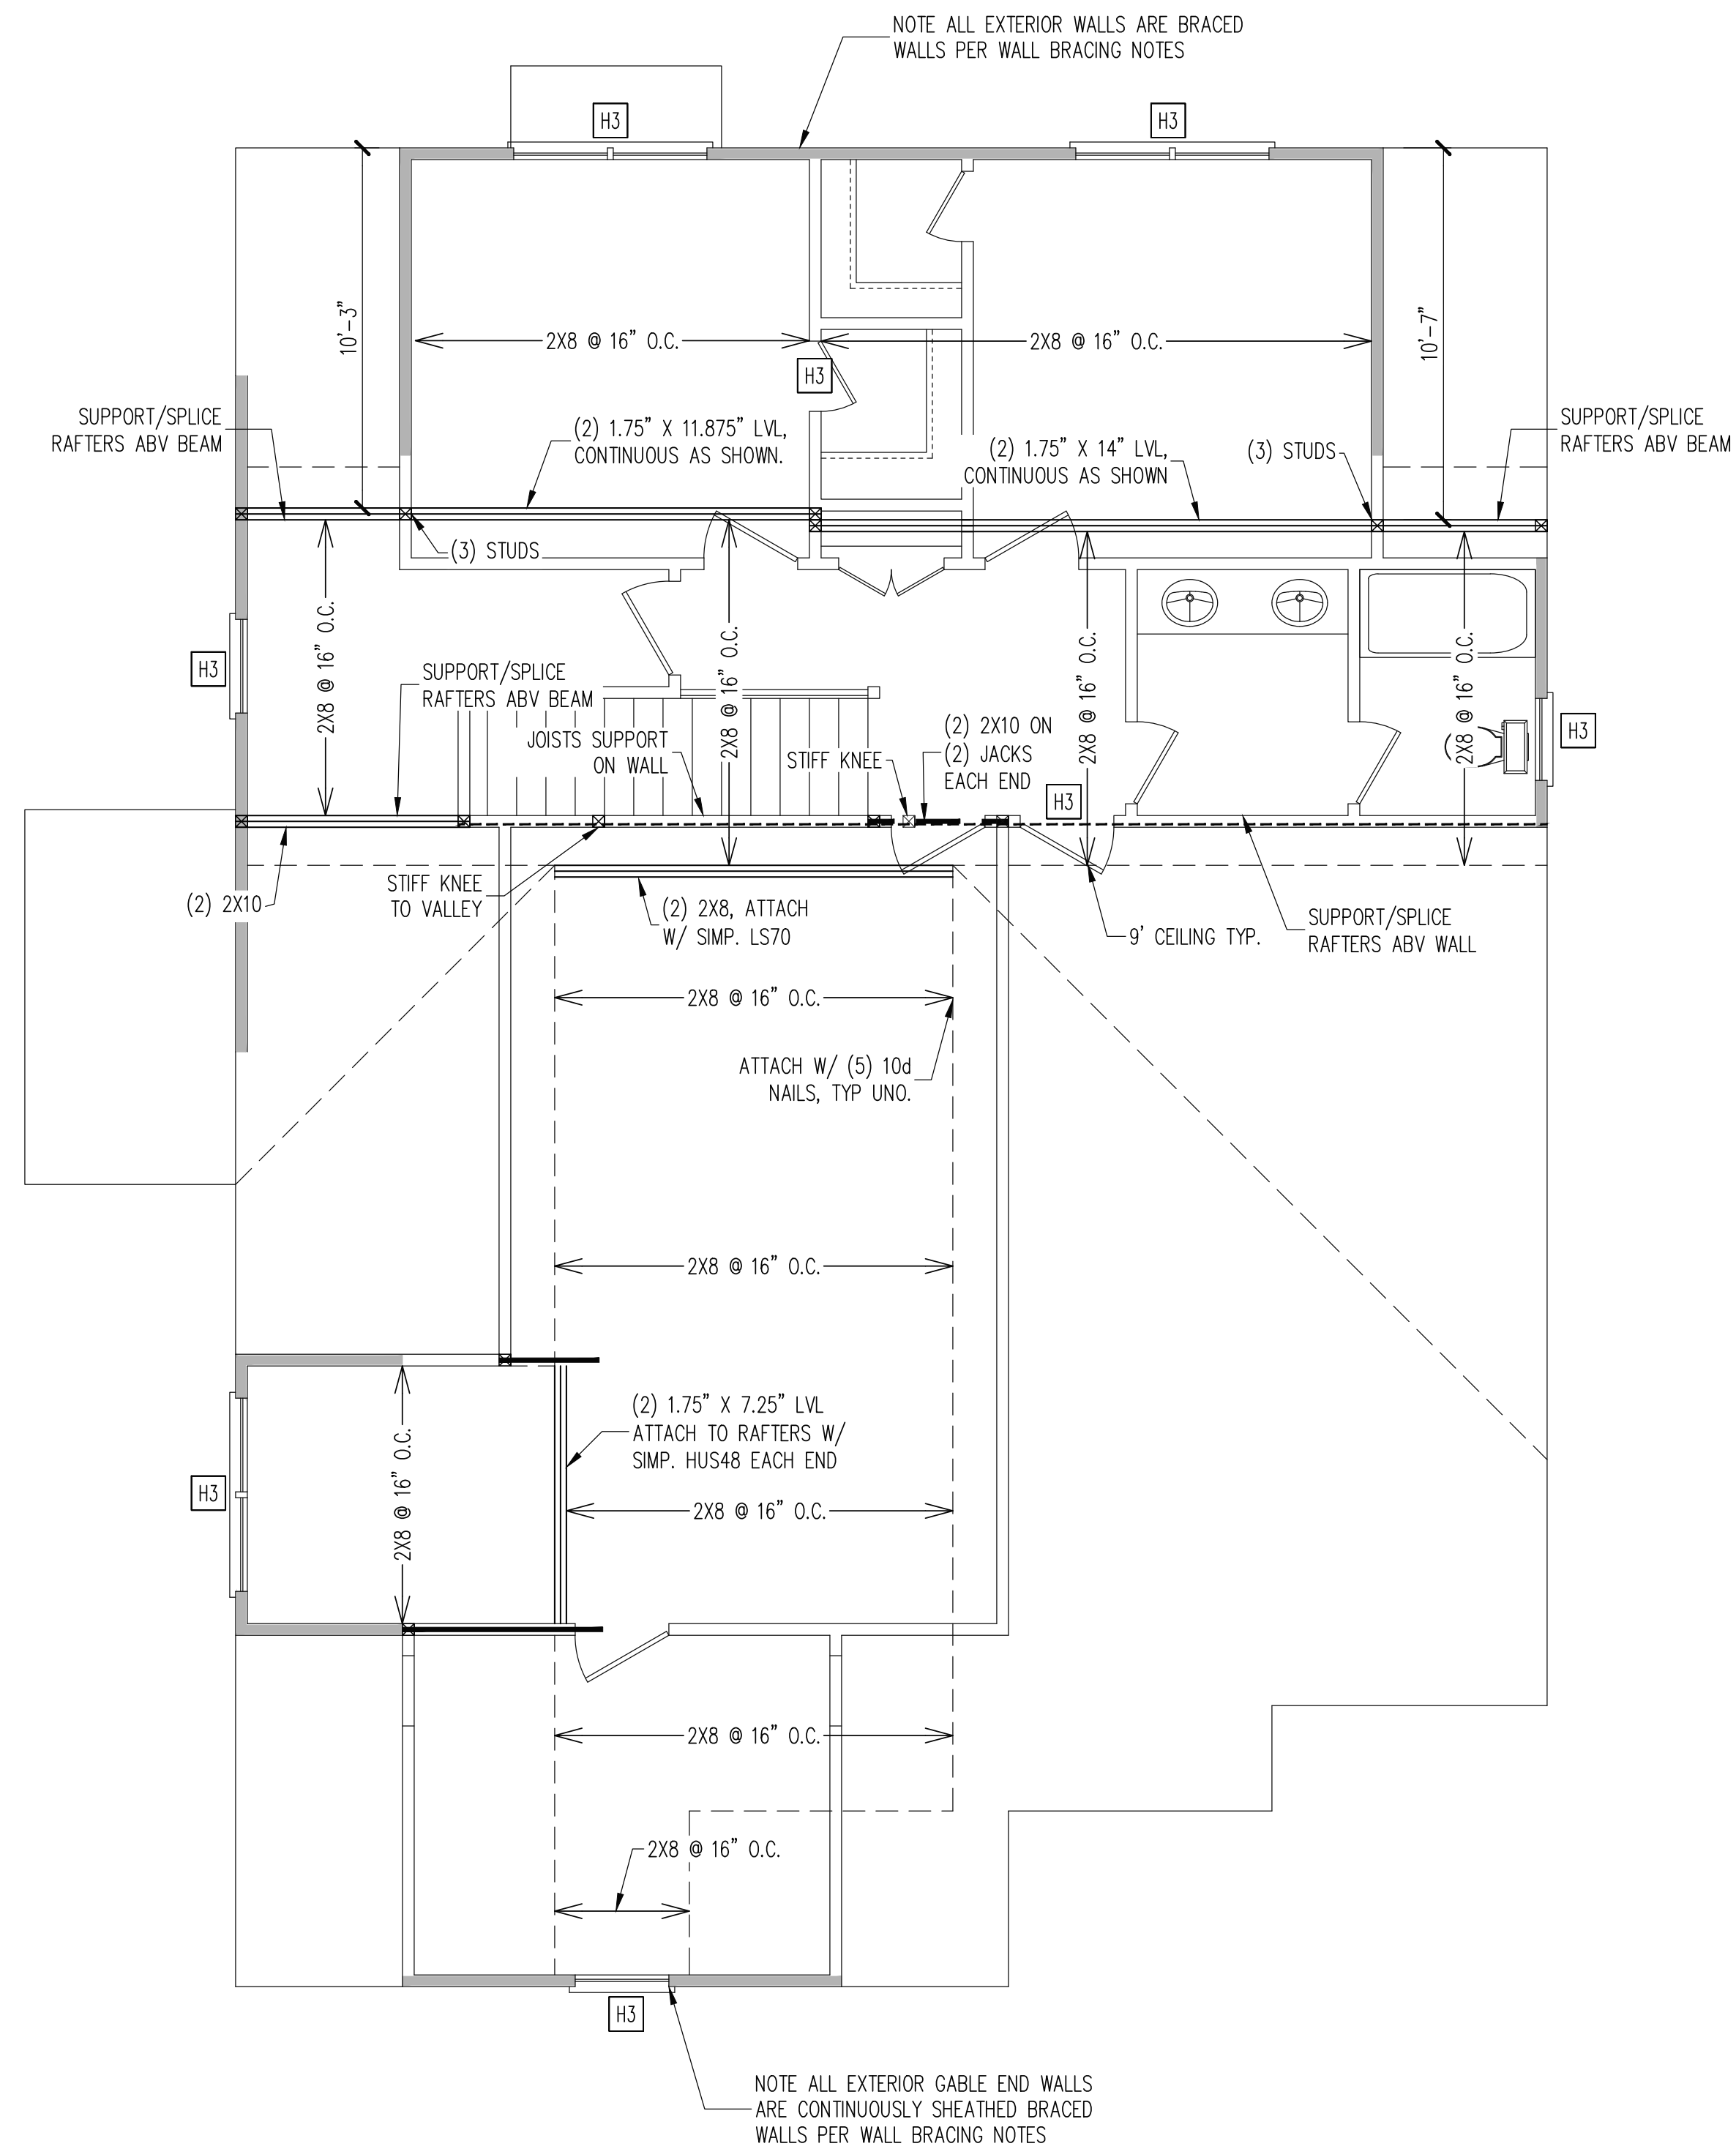 NOTE ALL EXTERIOR WALLS ARE BRACED
WALLS PER WALL BRACING NOTES
H3
H3
10'-3"
10'-7"
2X8 @ 16" O.C.
2X8 @ 16" O.C.
H3
SUPPORT/SPLICE
RAFTERS ABV BEAM
(2) 1.75" X 11.875" LVL,
CONTINUOUS AS SHOWN.
(2) 1.75" X 14" LVL,
CONTINUOUS AS SHOWN
(3) STUDS
SUPPORT/SPLICE
RAFTERS ABV BEAM
(3) STUDS
2X8 @ 16" O.C.
2X8 @ 16" O.C.
2X8 @ 16" O.C.
2X8 @ 16" O.C.
H3
SUPPORT/SPLICE
RAFTERS ABV BEAM
JOISTS SUPPORT
ON WALL
STIFF KNEE
(2) 2X10 ON
(2) JACKS
EACH END
H3
H3
(2) 2X10
STIFF KNEE
TO VALLEY
(2) 2X8, ATTACH
W/ SIMP. LS70
9' CEILING TYP.
SUPPORT/SPLICE
RAFTERS ABV WALL
2X8 @ 16" O.C.
ATTACH W/ (5) 10d
NAILS, TYP UNO.
2X8 @ 16" O.C.
(2) 1.75" X 7.25" LVL
ATTACH TO RAFTERS W/
SIMP. HUS48 EACH END
H3
2X8 @ 16" O.C.
2X8 @ 16" O.C.
2X8 @ 16" O.C.
2X8 @ 16" O.C.
H3
NOTE ALL EXTERIOR GABLE END WALLS
ARE CONTINUOUSLY SHEATHED BRACED
WALLS PER WALL BRACING NOTES